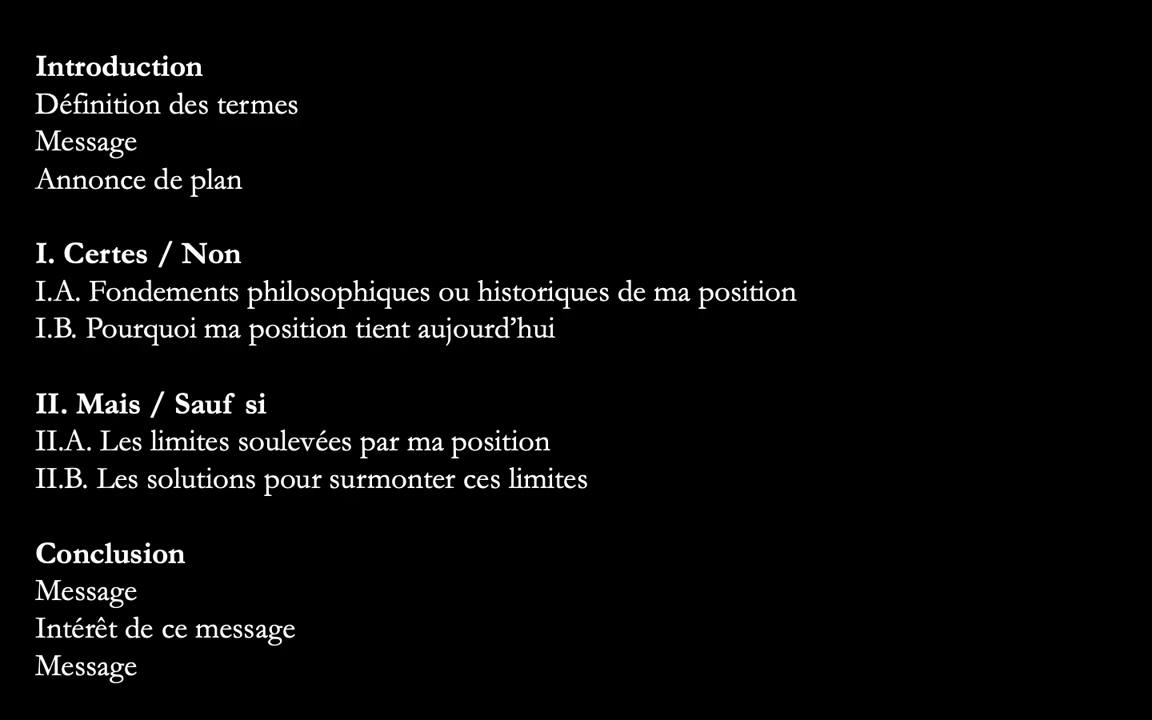 Introduction
Définition des termes
Message
Annonce de plan
I. Certes / Non
I.A. Fondements philosophiques ou historiques de ma position
I.B. Pourquoi ma position tient aujourd’hui
II. Mais / Sauf si
II.A. Les limites soulevées par ma position
II.B. Les solutions pour surmonter ces limites
Conclusion
Message
Intérêt de ce message
Message